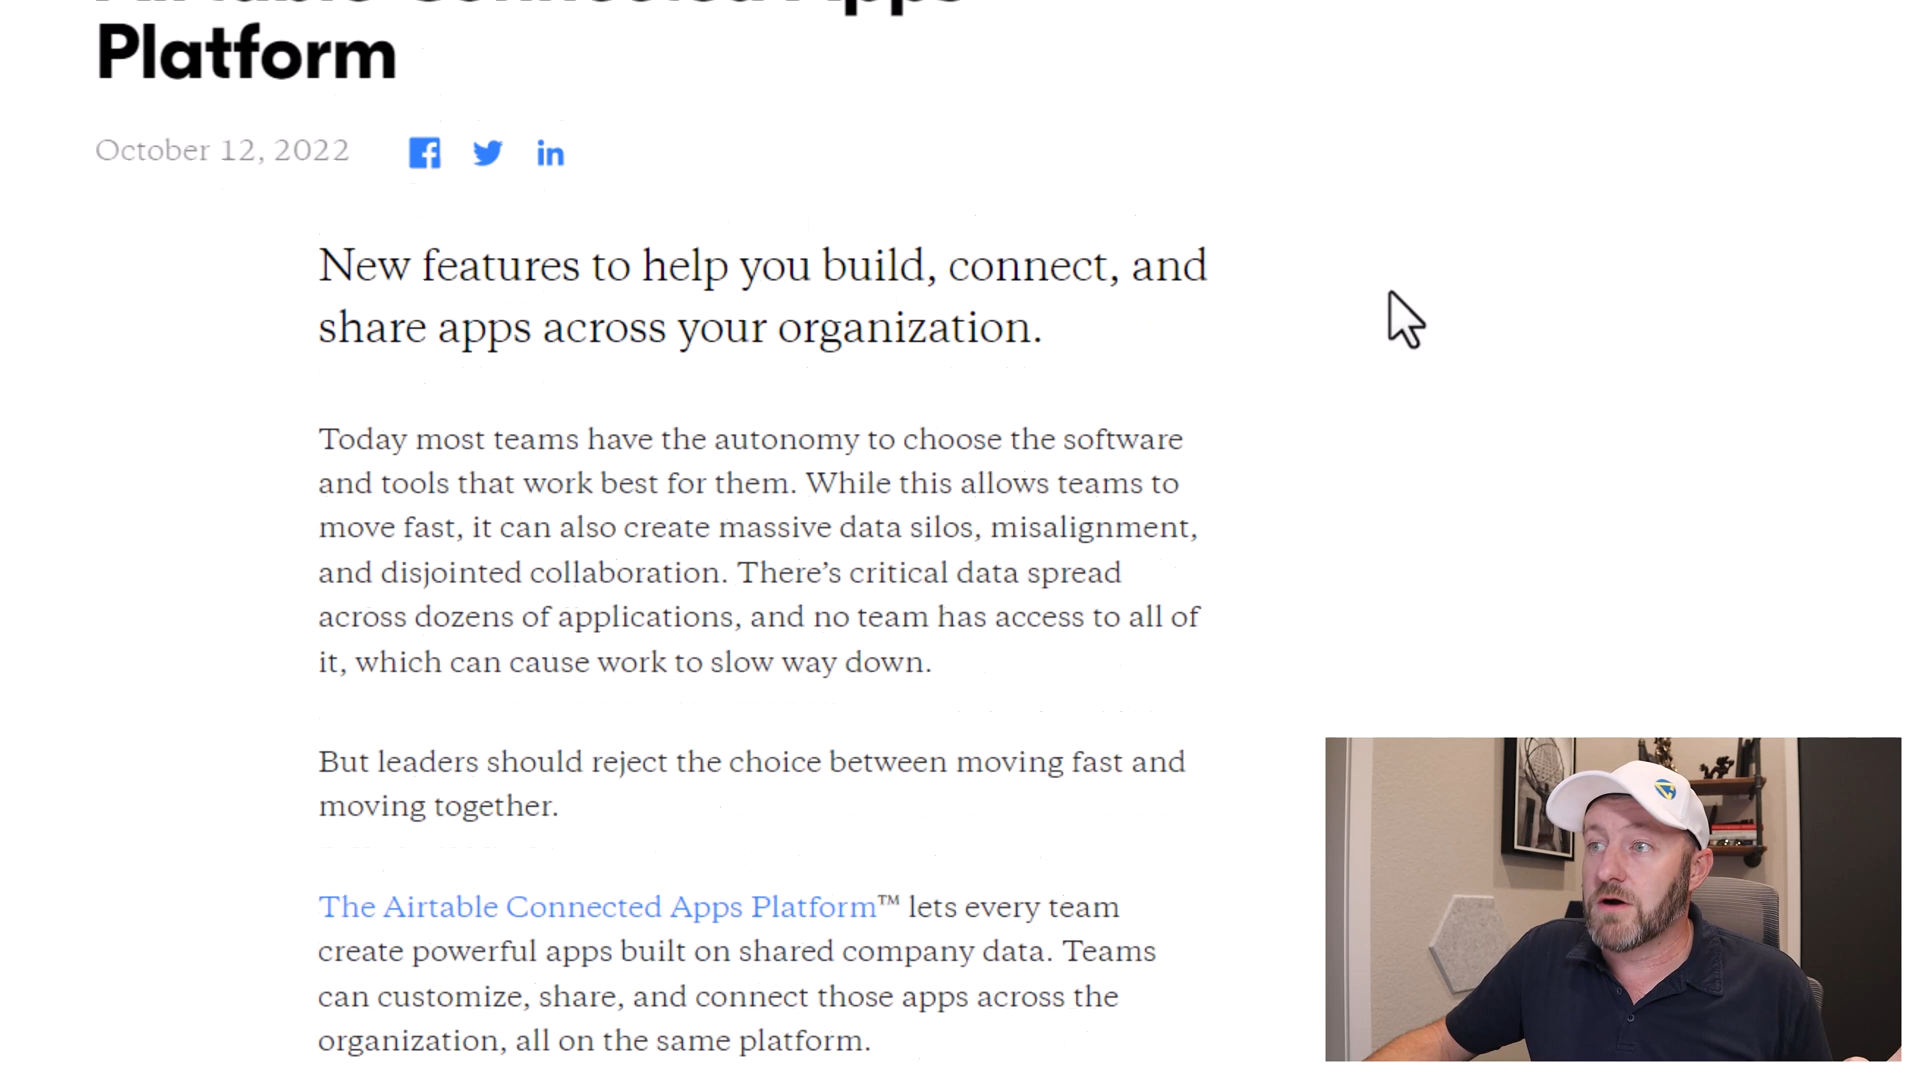 Airtable Connected Apps
Platform
October 12, 2022
New features to help you build, connect, and
share apps across your organization.
Today most teams have the autonomy to choose the software
and tools that work best for them. While this allows teams to
move fast, it can also create massive data silos, misalignment,
and disjointed collaboration. There’s critical data spread
across dozens of applications, and no team has access to all of
it, which can cause work to slow way down.
But leaders should reject the choice between moving fast and
moving together.
The Airtable Connected Apps Platform™ lets every team
create powerful apps built on shared company data. Teams
can customize, share, and connect those apps across the
organization, all on the same platform.